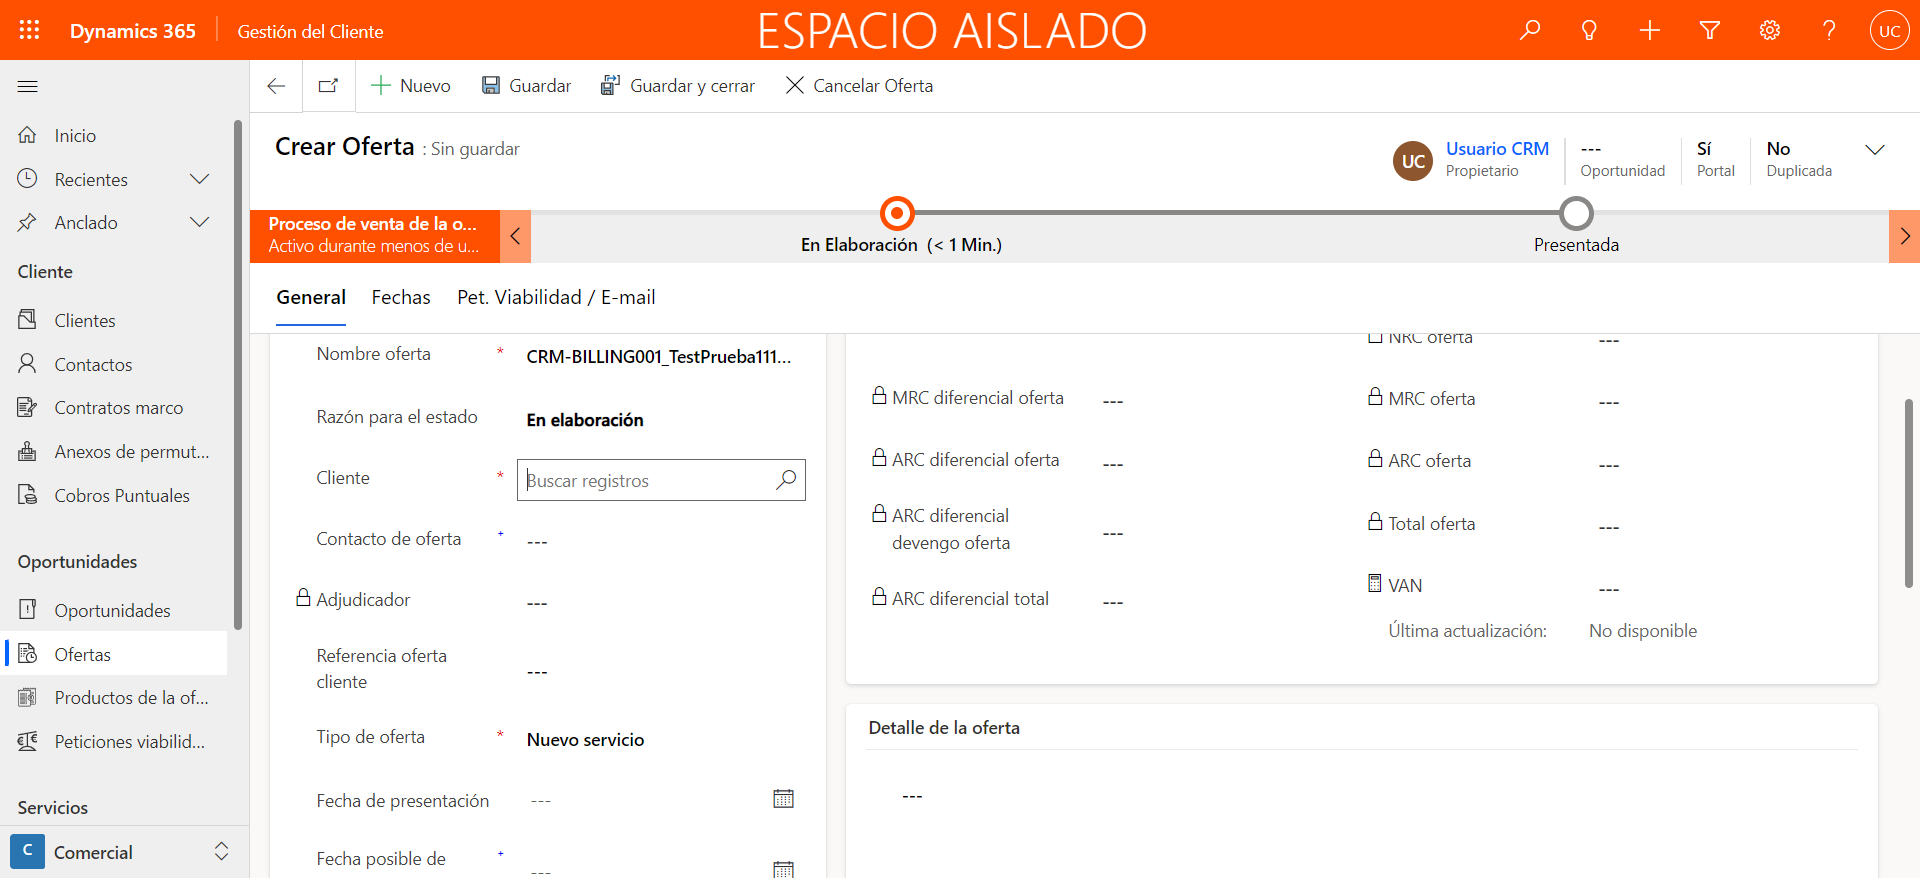 Dynamics 365
Gestión del Cliente
ESPACIO AISLADO
UC
Nuevo
Guardar
Guardar y cerrar
Cancelar Oferta
Inicio
Recientes
Anclado
Cliente
Clientes
Contactos
Contratos marco
Anexos de permut...
Cobros Puntuales
Oportunidades
Oportunidades
Ofertas
Productos de la of...
Peticiones viabilid...
Servicios
C
Comercial
Crear Oferta : Sin guardar
UC
Usuario CRM
Propietario
---
Oportunidad
Sí
Portal
No
Duplicada
Proceso de venta de la o...
Activo durante menos de u...
En Elaboración (< 1 Min.)
Presentada
General
Fechas
Pet. Viabilidad / E-mail
Nombre oferta * CRM-BILLING001_TestPrueba111...
Razón para el estado En elaboración
Cliente * Buscar registros
Contacto de oferta + ---
Adjudicador ---
Referencia oferta
cliente ---
Tipo de oferta * Nuevo servicio
Fecha de presentación ---
Fecha posible de + ---
MRC diferencial oferta ---
ARC diferencial oferta ---
ARC diferencial
devengo oferta ---
ARC diferencial total ---
NRC oferta ---
MRC oferta ---
ARC oferta ---
Total oferta ---
VAN ---
Última actualización: No disponible
Detalle de la oferta
---